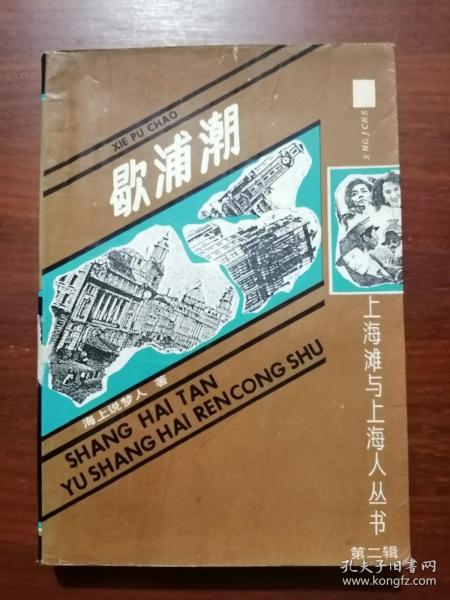 XIE PU CHAO
歇浦潮
SHGJCRS
海上说梦人 著
SHANG HAI TAN
YU SHANG HAI RENCONG SHU
上海滩与上海人丛书
第二辑
孔夫子旧书网
www.kongfz.com